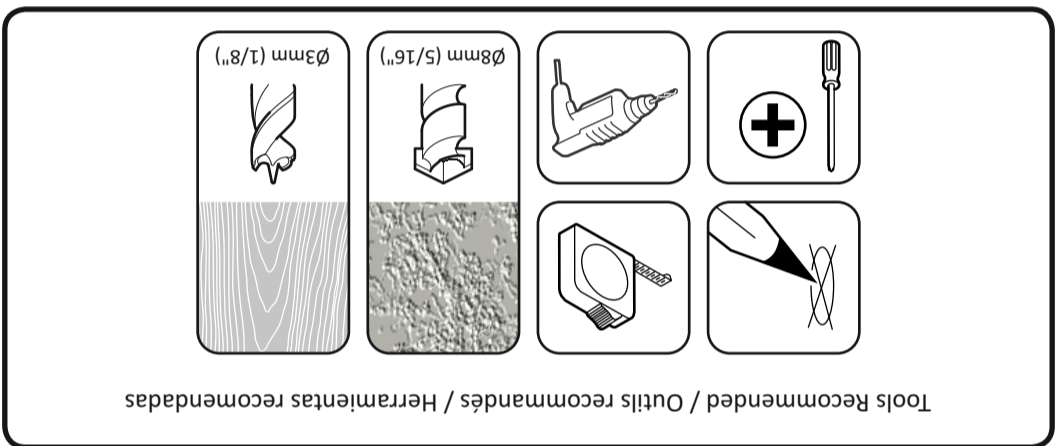 Tools Recommended / Outils recommandés / Herramientas recomendadas
Ø8mm (5/16")
Ø3mm (1/8")